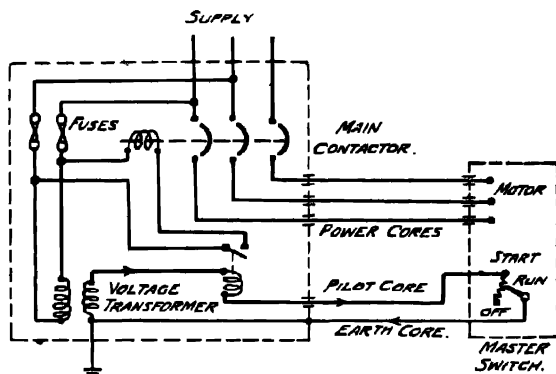 SUPPLY
FUSES
MAIN
CONTACTOR.
MOTOR
POWER CORES
START
RUN
OFF
PILOT CORE
VOLTAGE
TRANSFORMER
EARTH CORE.
MASTER
SWITCH.